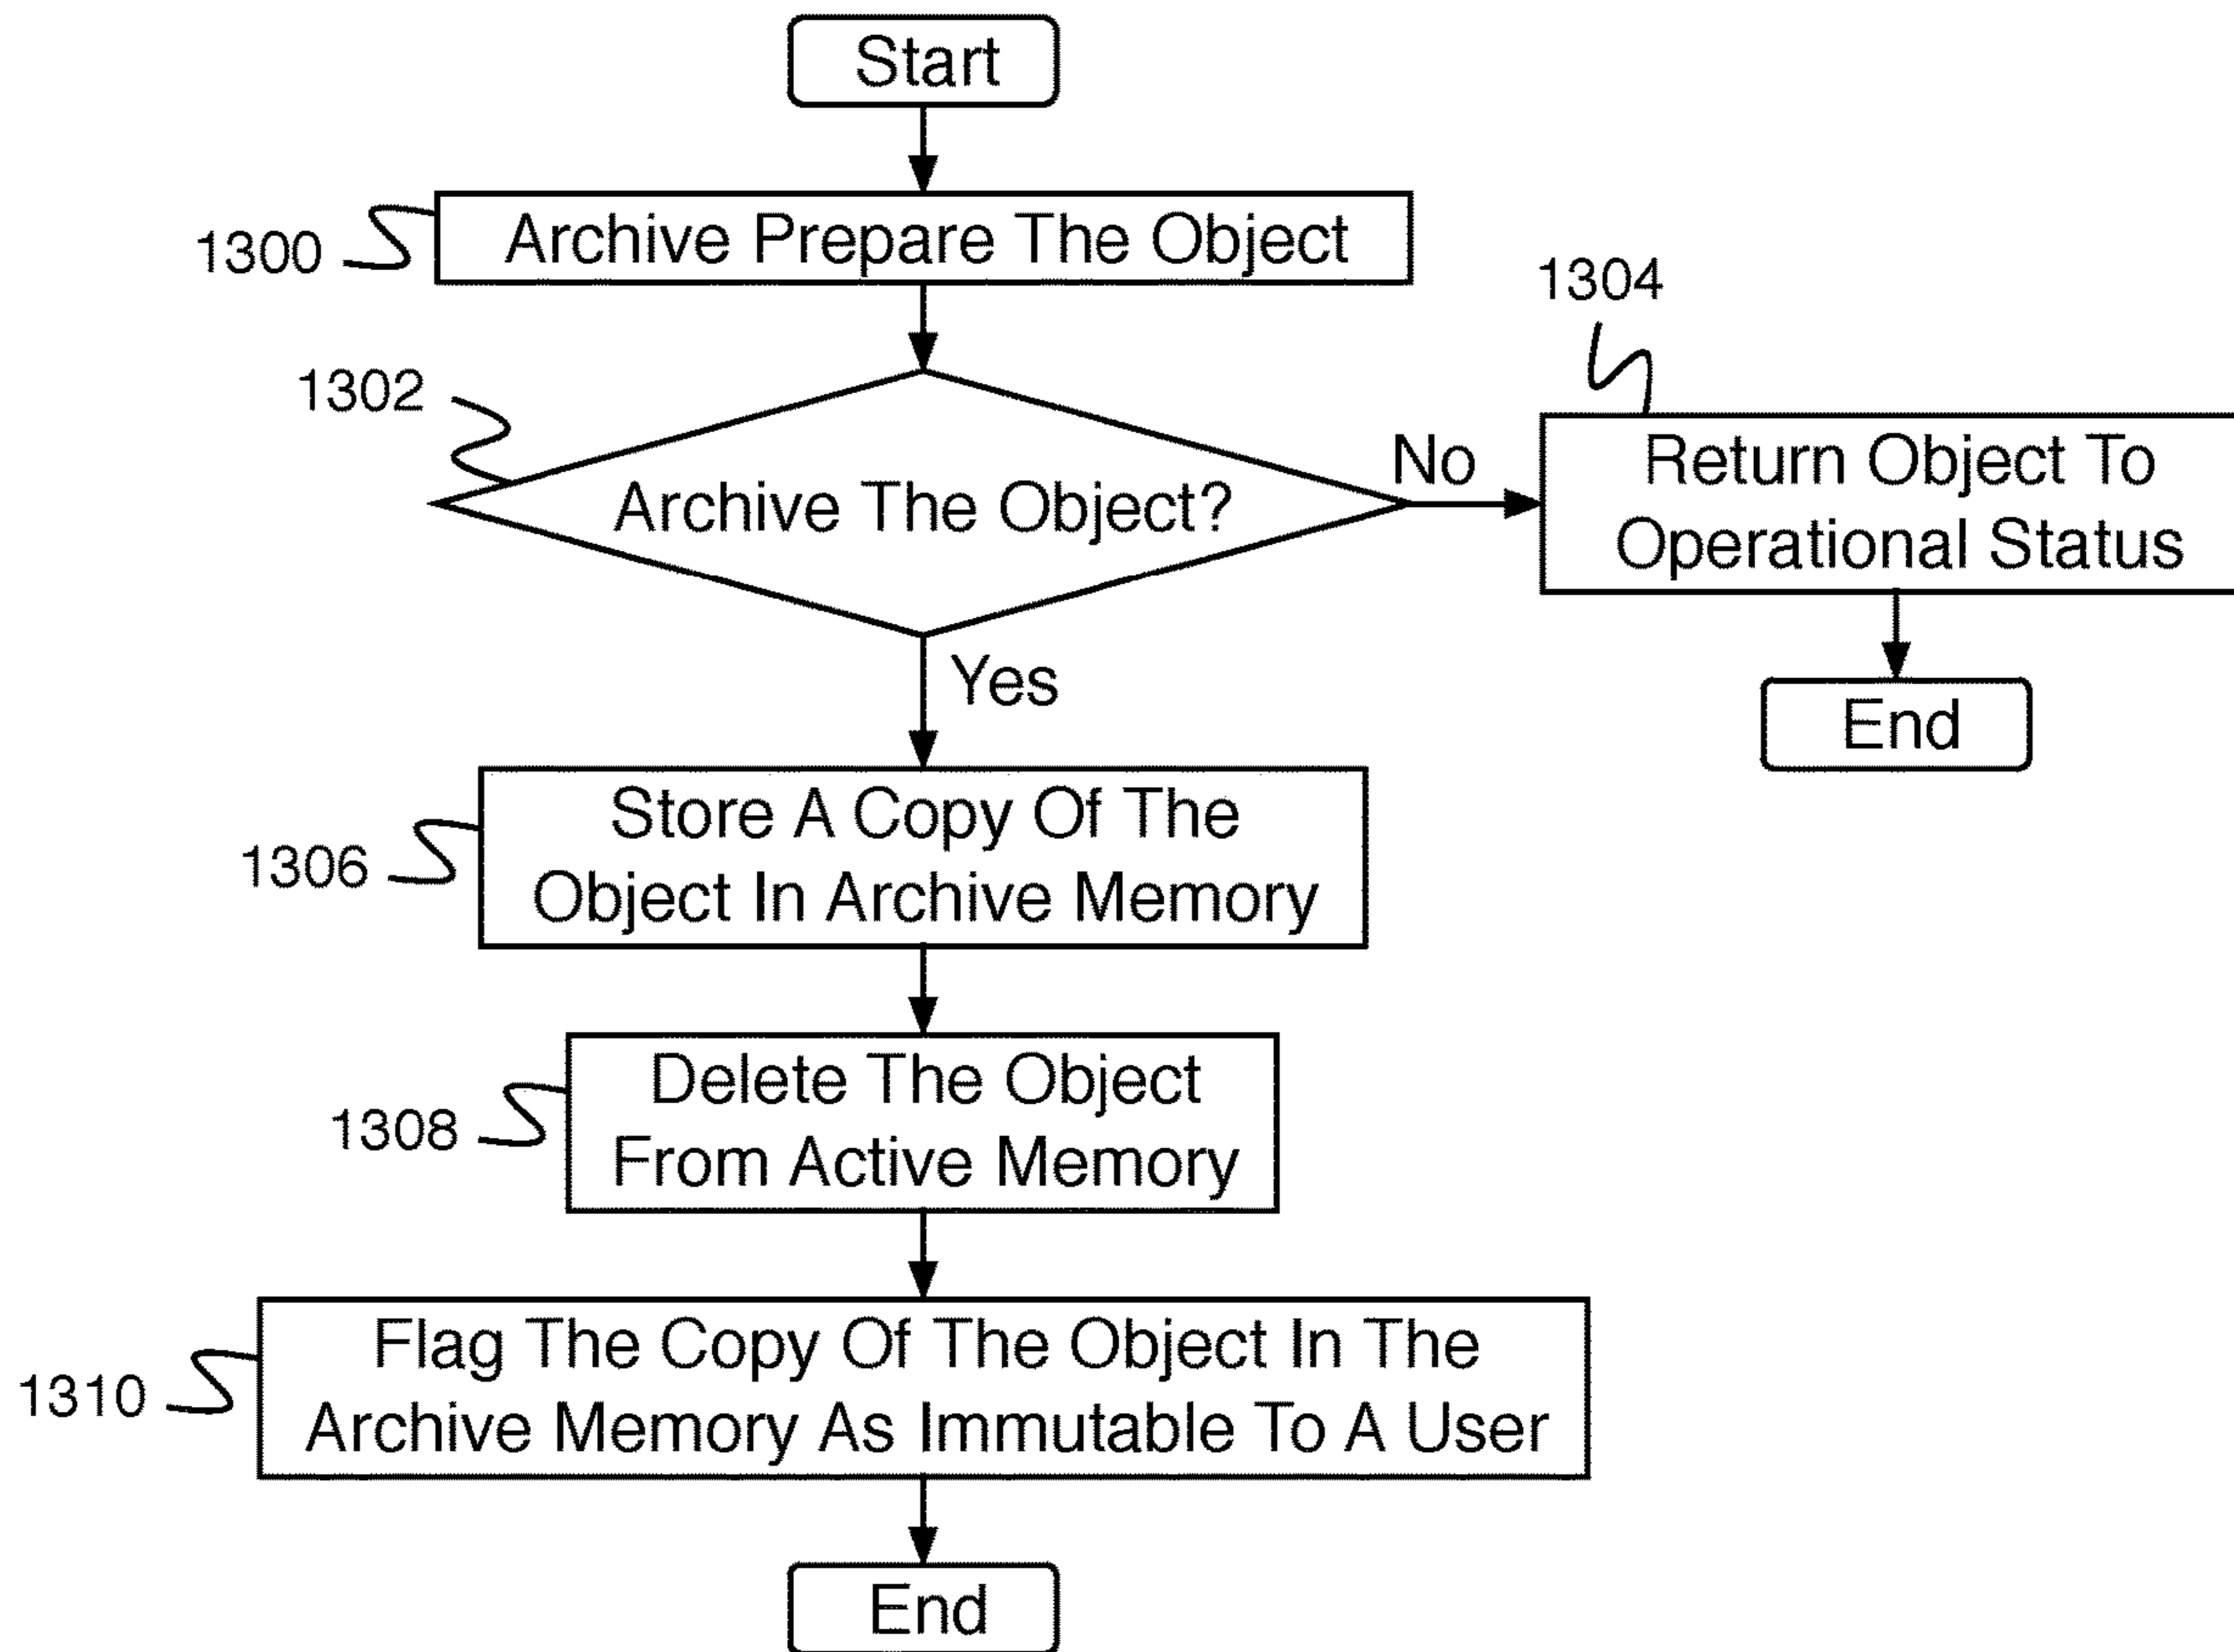 Start
1300
Archive Prepare The Object
1304
1302
Archive The Object?
No
Return Object To
Operational Status
Yes
End
1306
Store A Copy Of The
Object In Archive Memory
1308
Delete The Object
From Active Memory
1310
Flag The Copy Of The Object In The
Archive Memory As Immutable To A User
End